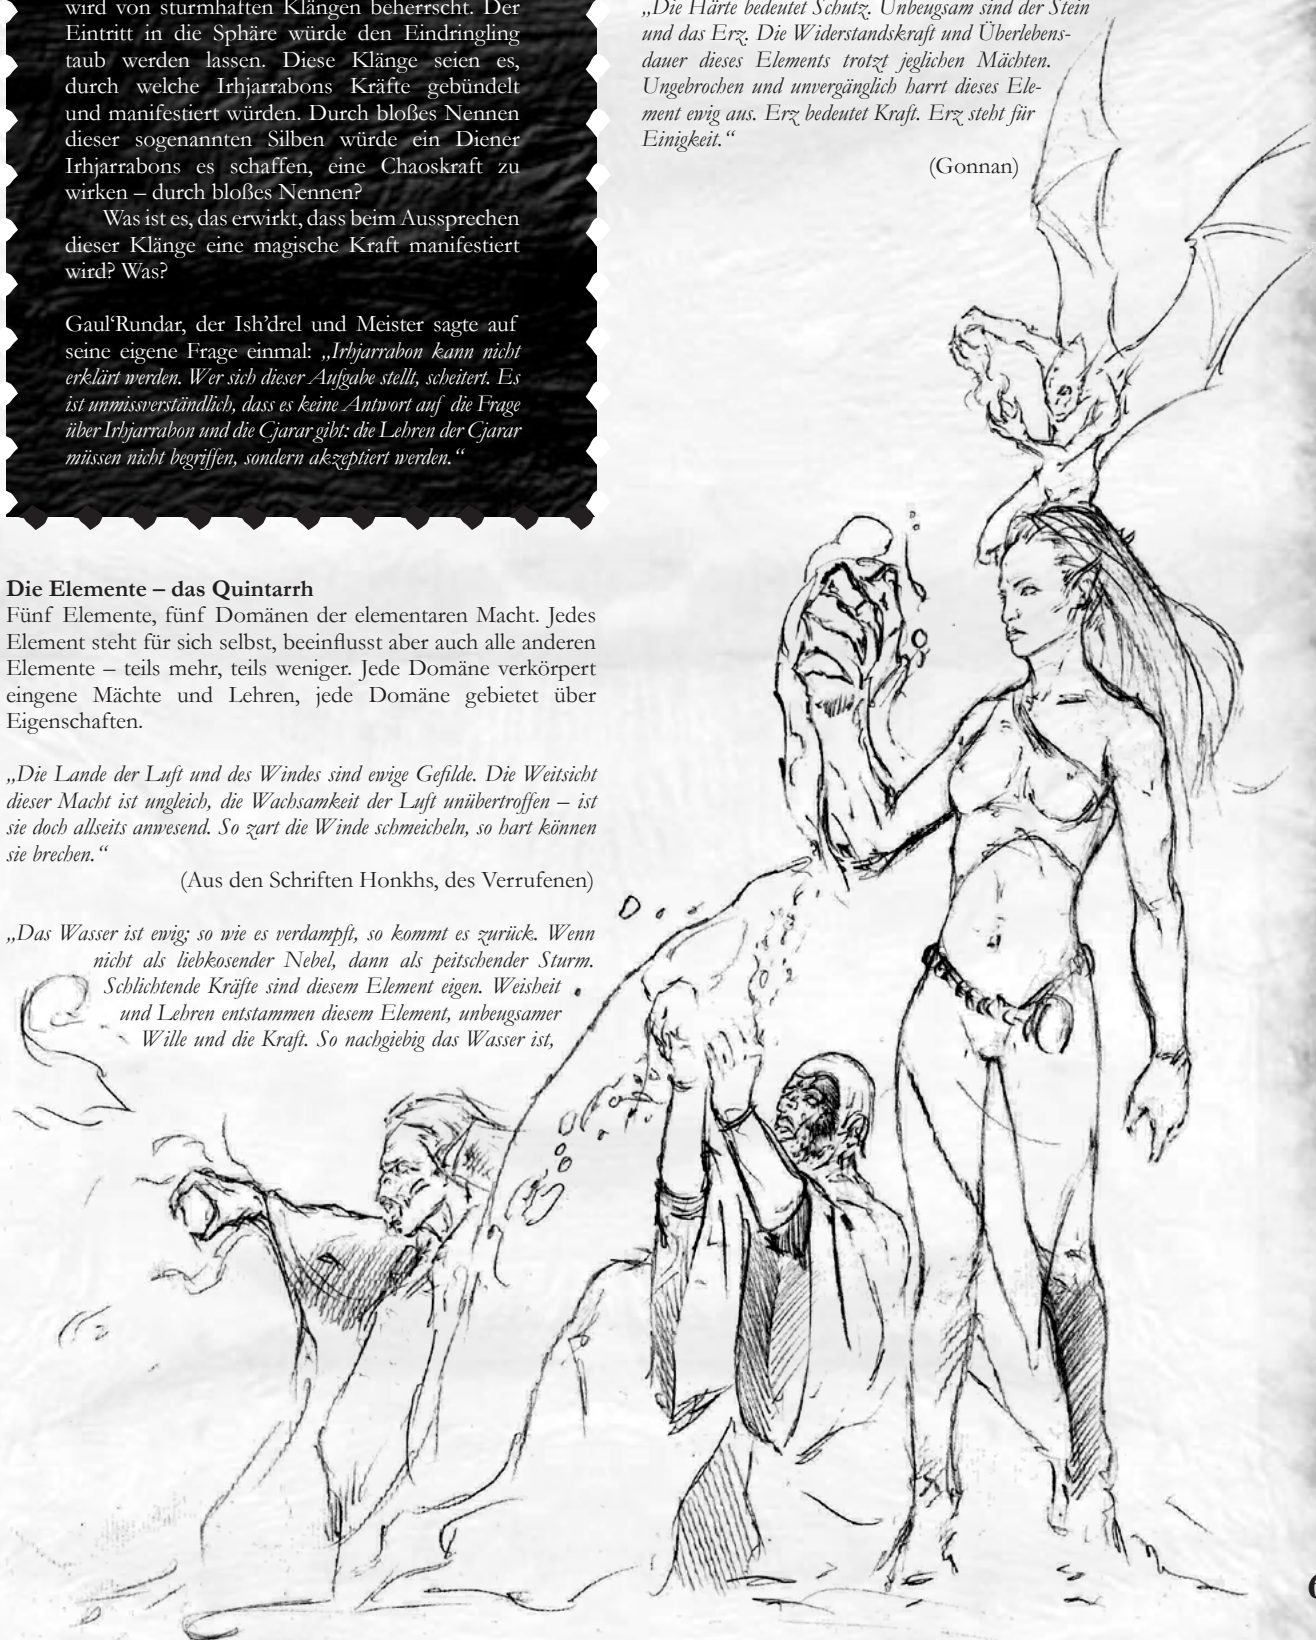 wird von sturmhaften Klängen beherrscht. Der
Eintritt in die Sphäre würde den Eindringling
taub werden lassen. Diese Klänge seien es,
durch welche Irhjarrabons Kräfte gebündelt
und manifestiert würden. Durch bloßes Nennen
dieser sogenannten Silben würde ein Diener
Irhjarrabons es schaffen, eine Chaoskraft zu
wirken – durch bloßes Nennen?
Was ist es, das erwirkt, dass beim Aussprechen
dieser Klänge eine magische Kraft manifestiert
wird? Was?
Gaul‘Rundar, der Ish’drel und Meister sagte auf
seine eigene Frage einmal: „Irhjarrabon kann nicht
erklärt werden. Wer sich dieser Aufgabe stellt, scheitert. Es
ist unmissverständlich, dass es keine Antwort auf die Frage
über Irhjarrabon und die Cjarar gibt: die Lehren der Cjarar
müssen nicht begriffen, sondern akzeptiert werden.“
Die Elemente – das Quintarrh
Fünf Elemente, fünf Domänen der elementaren Macht. Jedes
Element steht für sich selbst, beeinflusst aber auch alle anderen
Elemente – teils mehr, teils weniger. Jede Domäne verkörpert
eingene Mächte und Lehren, jede Domäne gebietet über
Eigenschaften.
„Die Lande der Luft und des Windes sind ewige Gefilde. Die Weitsicht
dieser Macht ist ungleich, die Wachsamkeit der Luft unübertroffen – ist
sie doch allseits anwesend. So zart die Winde schmeicheln, so hart können
sie brechen.“
(Aus den Schriften Honkhs, des Verrufenen)
„Das Wasser ist ewig; so wie es verdampft, so kommt es zurück. Wenn
nicht als liebkosender Nebel, dann als peitschender Sturm.
Schlichtende Kräfte sind diesem Element eigen. Weisheit
und Lehren entstammen diesem Element, unbeugsamer
Wille und die Kraft. So nachgiebig das Wasser ist,
„Die Härte bedeutet Schutz. Unbeugsam sind der Stein
und das Erz. Die Widerstandskraft und Überlebens-
dauer dieses Elements trotzt jeglichen Mächten.
Ungebrochen und unvergänglich harrt dieses Ele-
ment ewig aus. Erz bedeutet Kraft. Erz steht für
Einigkeit.“
(Gonnan)